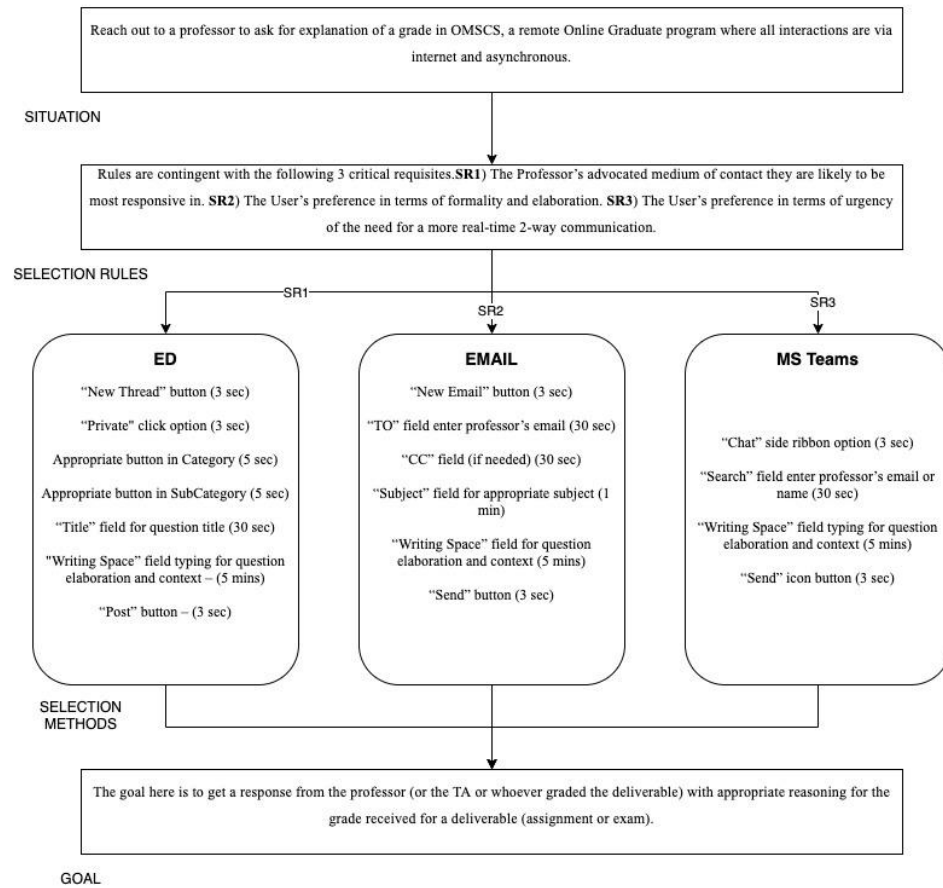 Reach out to a professor to ask for explanation of a grade in OMSCS, a remote Online Graduate program where all interactions are via
internet and asynchronous.
SITUATION
Rules are contingent with the following 3 critical requisites.SR1) The Professor’s advocated medium of contact they are likely to be
most responsive in. SR2) The User’s preference in terms of formality and elaboration. SR3) The User’s preference in terms of urgency
of the need for a more real-time 2-way communication.
SELECTION RULES
SR1
SR2
SR3
ED
“New Thread” button (3 sec)
“Private" click option (3 sec)
Appropriate button in Category (5 sec)
Appropriate button in SubCategory (5 sec)
“Title” field for question title (30 sec)
"Writing Space” field typing for question
elaboration and context – (5 mins)
“Post” button – (3 sec)
EMAIL
“New Email” button (3 sec)
“TO” field enter professor’s email (30 sec)
“CC” field (if needed) (30 sec)
“Subject” field for appropriate subject (1
min)
“Writing Space” field for question
elaboration and context (5 mins)
“Send” button (3 sec)
MS Teams
“Chat” side ribbon option (3 sec)
“Search” field enter professor’s email or
name (30 sec)
“Writing Space” field typing for question
elaboration and context (5 mins)
“Send” icon button (3 sec)
SELECTION
METHODS
The goal here is to get a response from the professor (or the TA or whoever graded the deliverable) with appropriate reasoning for the
grade received for a deliverable (assignment or exam).
GOAL